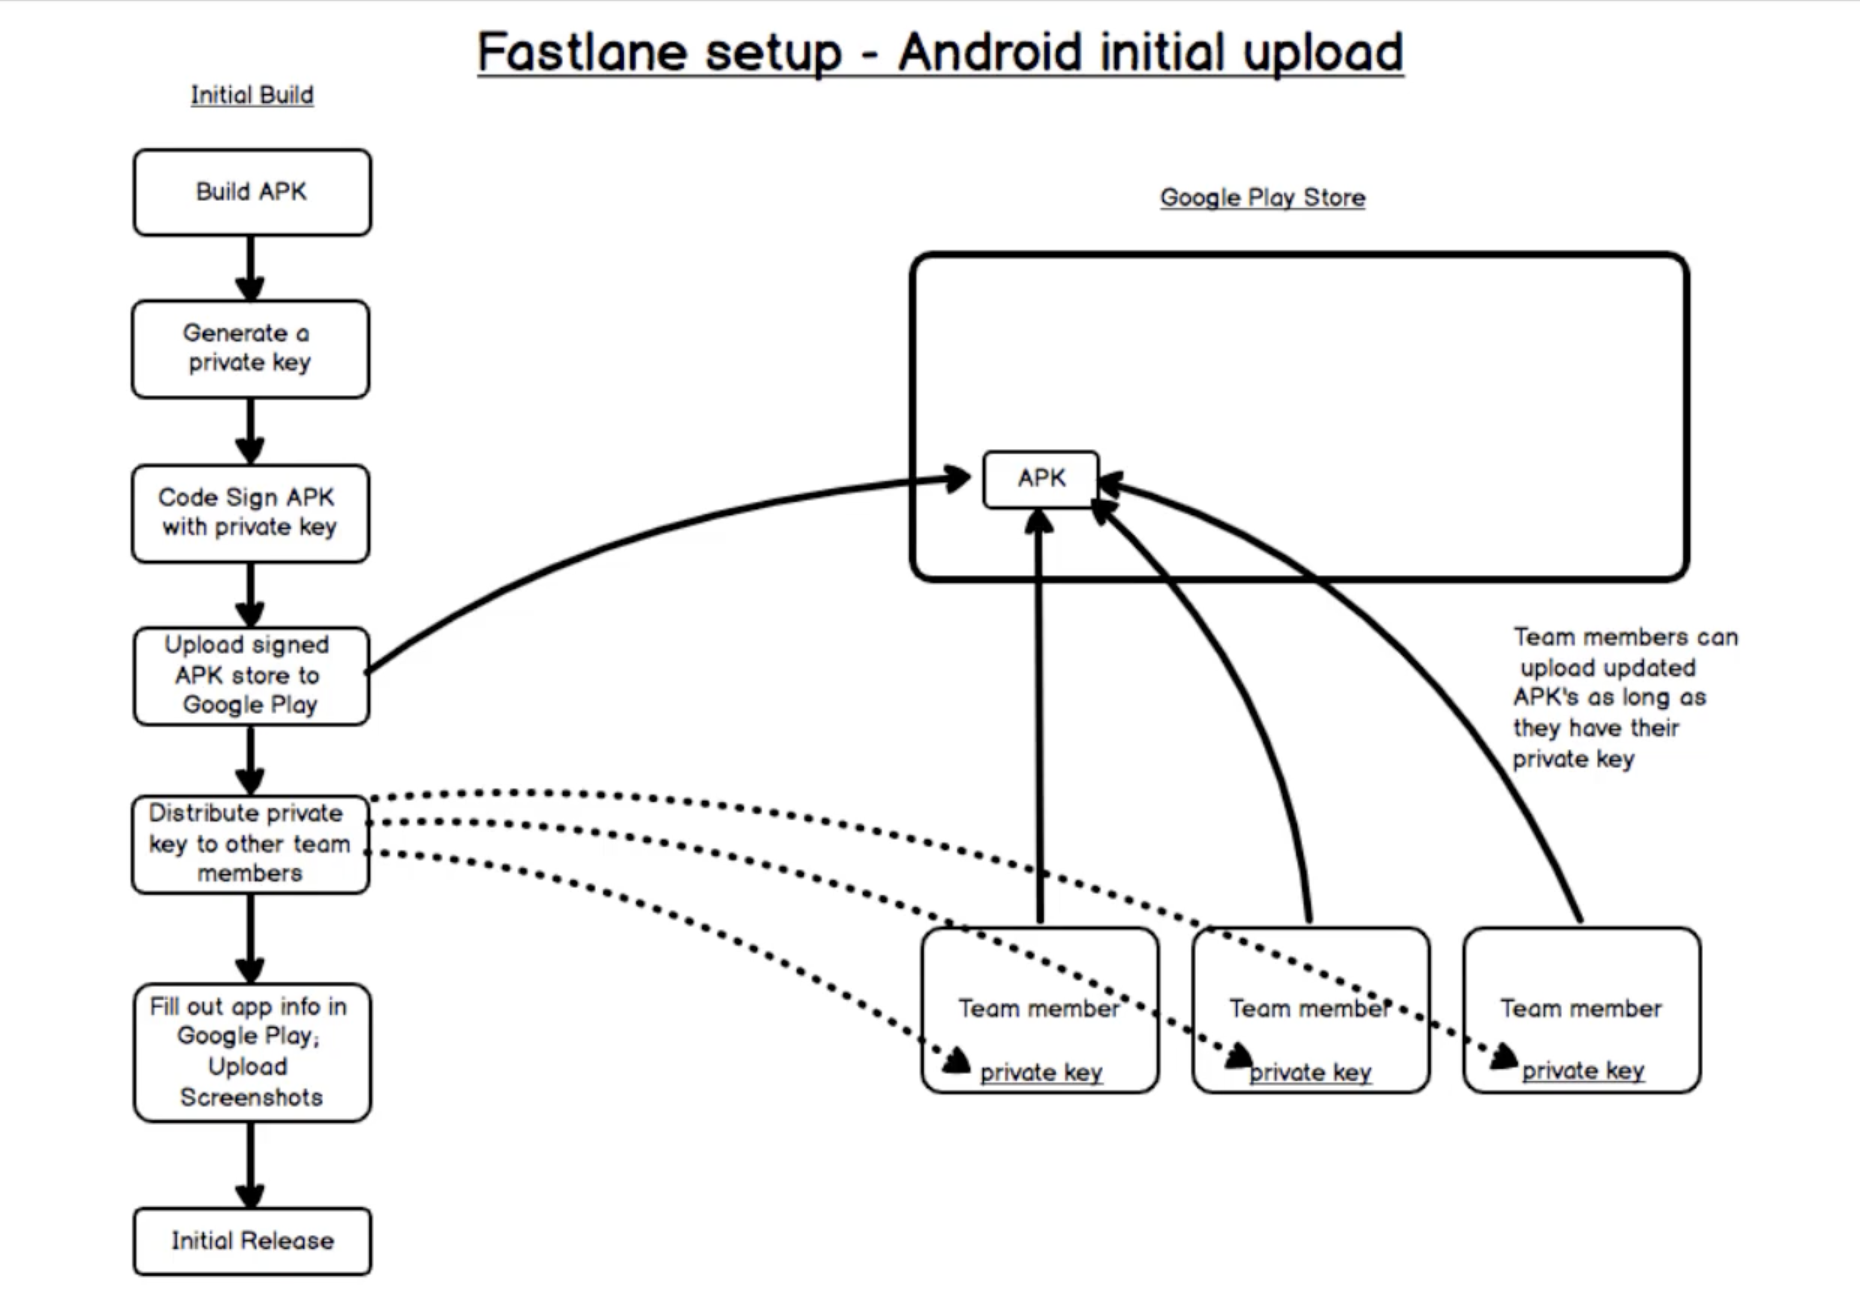 Fastlane setup - Android initial upload
Initial Build
Build APK
Generate a
private key
Code Sign APK
with private key
Upload signed
APK store to
Google Play
Distribute private
key to other team
members
Fill out app info in
Google Play;
Upload
Screenshots
Initial Release
Google Play Store
APK
Team members can
upload updated
APK's as long as
they have their
private key
Team member
private key
Team member
private key
Team member
private key